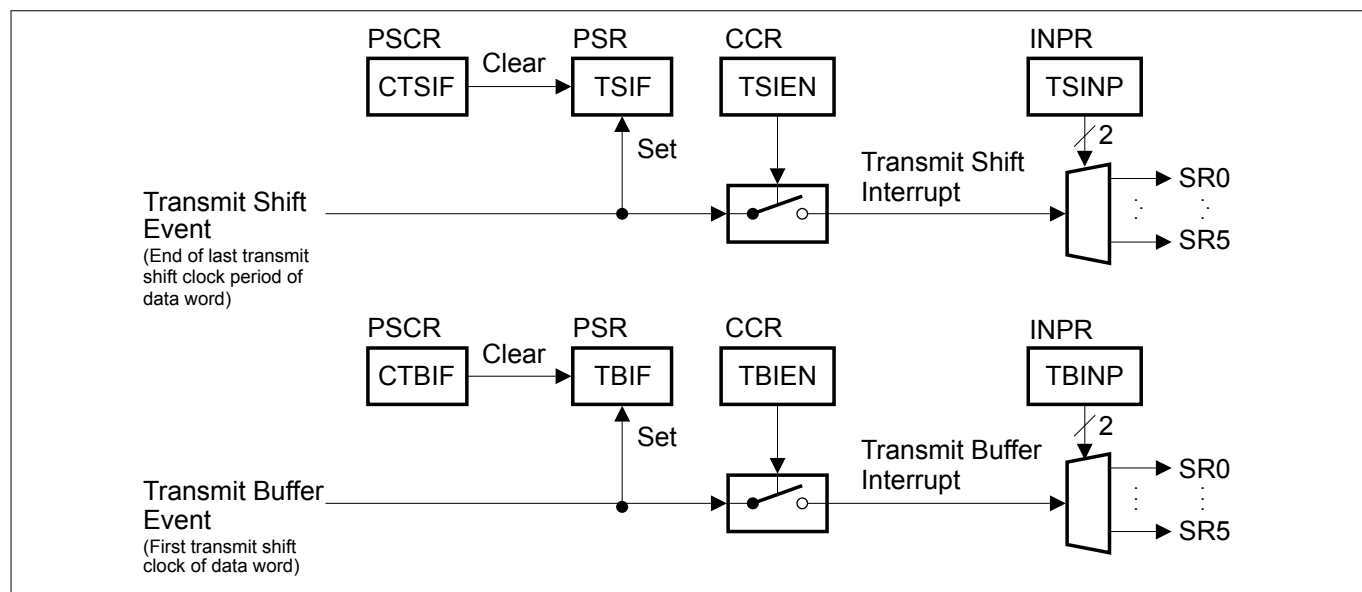 PSCR PSR CCR INPR
CTSIF Clear TSIF TSIEN TSINP
Set
2
Transmit Shift
Event
(End of last transmit
shift clock period of
data word)
Transmit Shift
Interrupt
SR0
SR5
PSCR PSR CCR INPR
CTBIF Clear TBIF TBIEN TBINP
Set
2
Transmit Buffer
Event
(First transmit shift
clock of data word)
Transmit Buffer
Interrupt
SR0
SR5